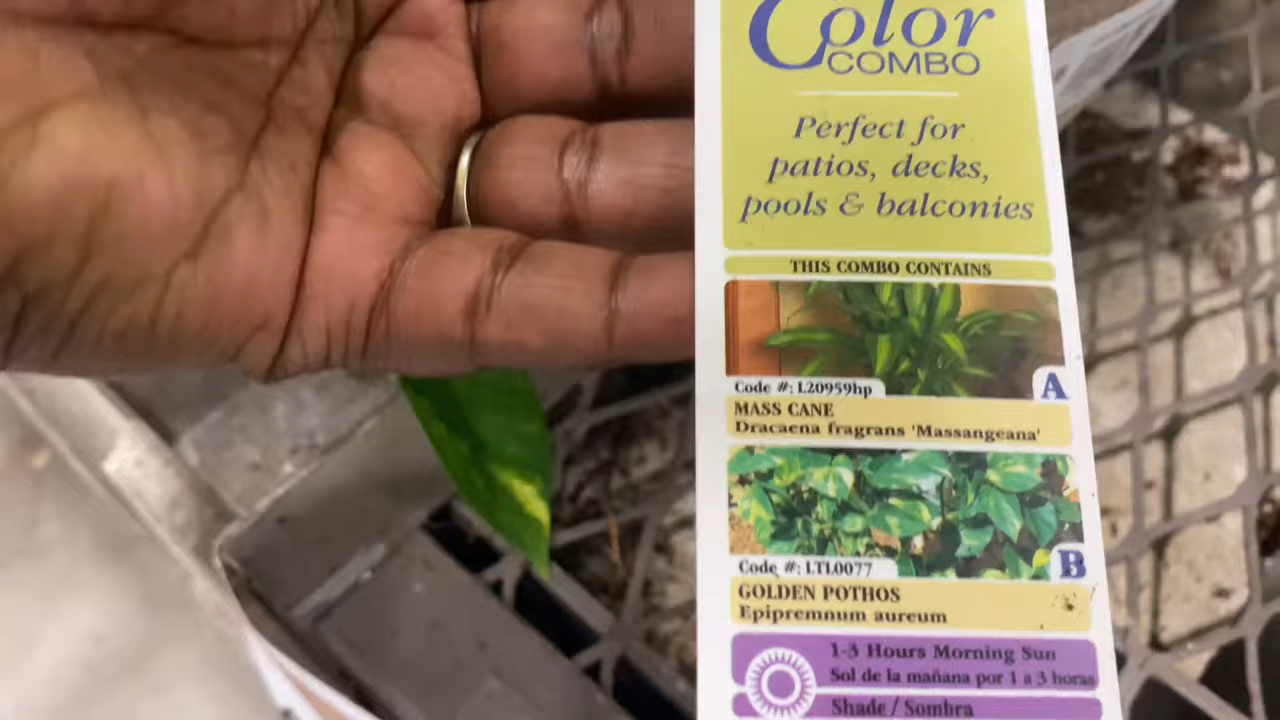 Color
COMBO
Perfect for
patios, decks,
pools & balconies
THIS COMBO CONTAINS
Code #: L20959hp
A
MASS CANE
Dracaena fragrans 'Massangeana'
Code #: LTL0077
B
GOLDEN POTHOS
Epipremnum aureum
1-3 Hours Morning Sun
Sol de la mañana por 1 a 3 horas
Shade / Sombra